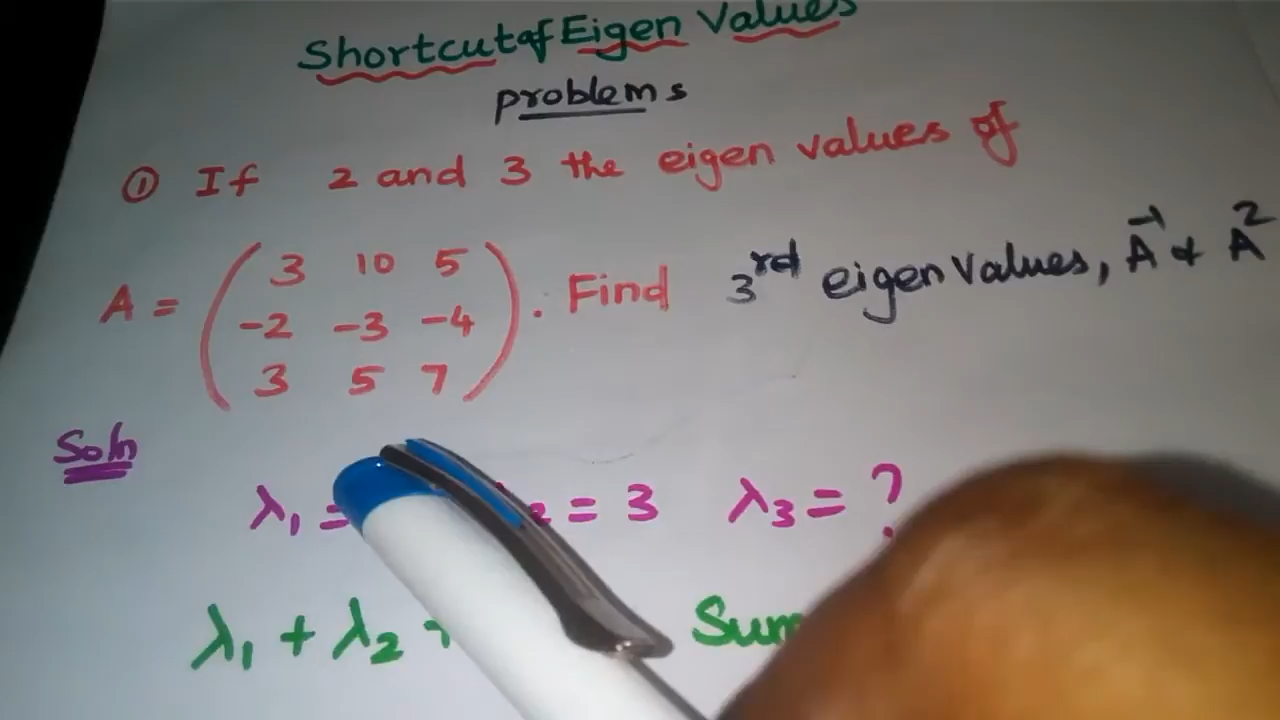 Shortcut of Eigen Values
problems
① If 2 and 3 the eigen values of
A = ( 3 10 5
-2 -3 -4
3 5 7 ) . Find 3rd eigen values, A⁻¹ & A²
Soln
λ₁ = ₂ = 3 λ₃ = ?
λ₁ + λ₂ + Sum